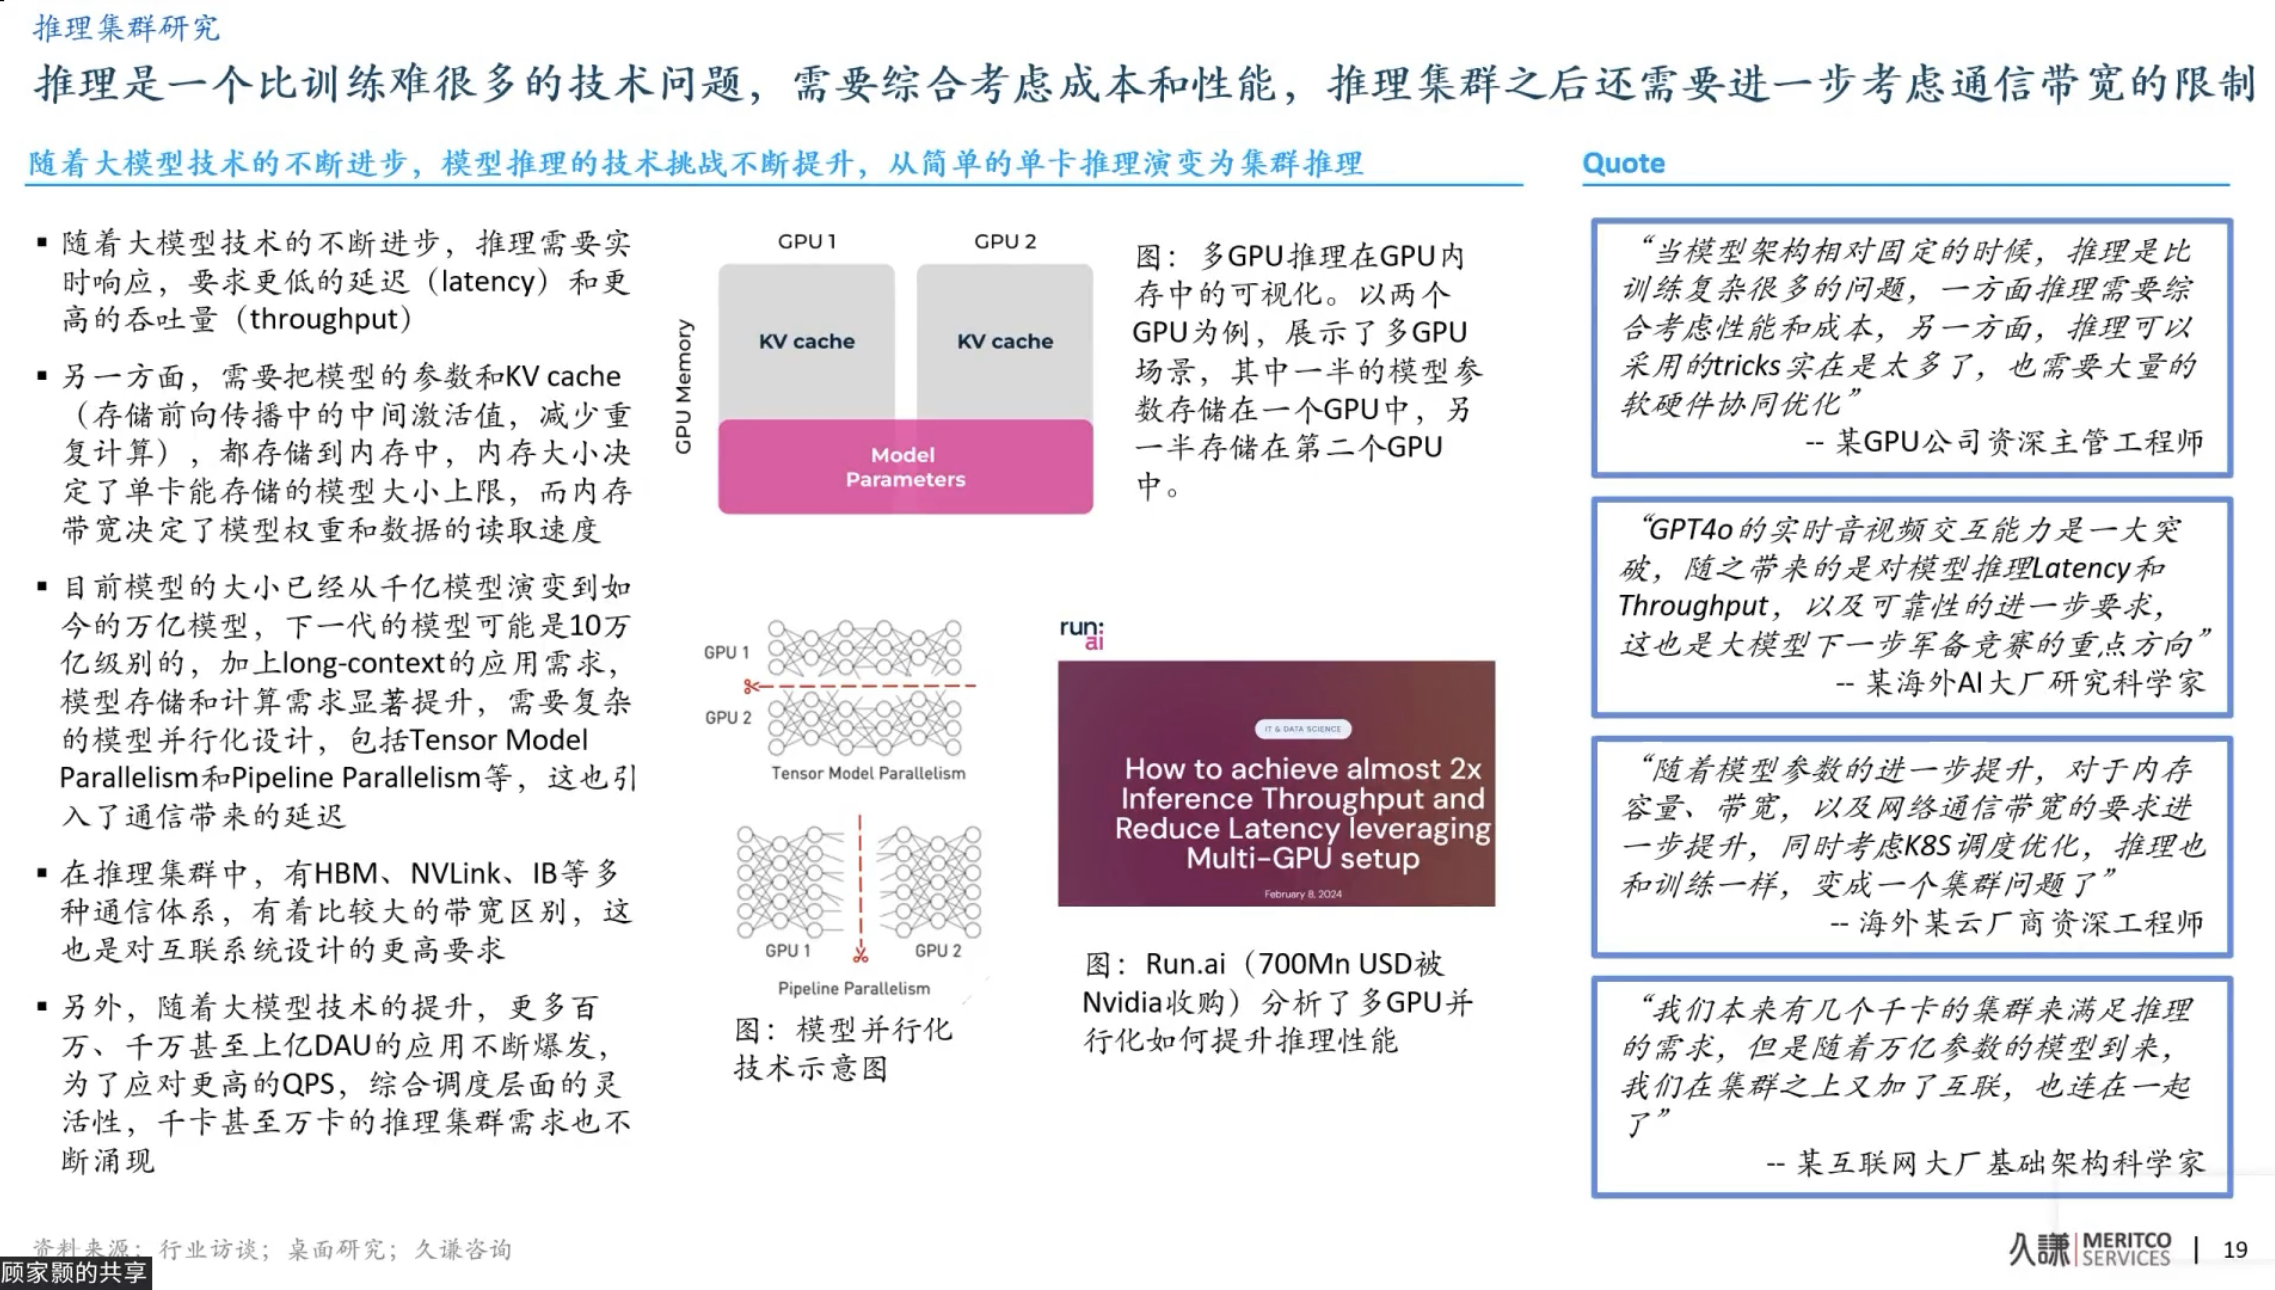 推理集群研究
推理是一个比训练难很多的技术问题，需要综合考虑成本和性能，推理集群之后还需要进一步考虑通信带宽的限制
随着大模型技术的不断进步，模型推理的技术挑战不断提升，从简单的单卡推理演变为集群推理
▪ 随着大模型技术的不断进步，推理需要实
时响应，要求更低的延迟（latency）和更
高的吞吐量（throughput）
▪ 另一方面，需要把模型的参数和KV cache
（存储前向传播中的中间激活值，减少重
复计算），都存储到内存中，内存大小决
定了单卡能存储的模型大小上限，而内存
带宽决定了模型权重和数据的读取速度
▪ 目前模型的大小已经从千亿模型演变到如
今的万亿模型，下一代的模型可能是10万
亿级别的，加上long-context的应用需求，
模型存储和计算需求显著提升，需要复杂
的模型并行化设计，包括Tensor Model
Parallelism和Pipeline Parallelism等，这也引
入了通信带来的延迟
▪ 在推理集群中，有HBM、NVLink、IB等多
种通信体系，有着比较大的带宽区别，这
也是对互联系统设计的更高要求
▪ 另外，随着大模型技术的提升，更多百
万、千万甚至上亿DAU的应用不断爆发，
为了应对更高的QPS，综合调度层面的灵
活性，千卡甚至万卡的推理集群需求也不
断涌现
GPU 1
GPU 2
GPU Memory
KV cache
KV cache
Model
Parameters
图：多GPU推理在GPU内
存中的可视化。以两个
GPU为例，展示了多GPU
场景，其中一半的模型参
数存储在一个GPU中，另
一半存储在第二个GPU
中。
GPU 1
GPU 2
Tensor Model Parallelism
GPU 1
GPU 2
Pipeline Parallelism
图：模型并行化
技术示意图
run:
ai
IT & DATA SCIENCE
How to achieve almost 2x
Inference Throughput and
Reduce Latency leveraging
Multi-GPU setup
February 8, 2024
图：Run.ai（700Mn USD被
Nvidia收购）分析了多GPU并
行化如何提升推理性能
Quote
“当模型架构相对固定的时候，推理是比
训练复杂很多的问题，一方面推理需要综
合考虑性能和成本，另一方面，推理可以
采用的tricks实在是太多了，也需要大量的
软硬件协同优化”
-- 某GPU公司资深主管工程师
“GPT4o的实时音视频交互能力是一大突
破，随之带来的是对模型推理Latency和
Throughput，以及可靠性的进一步要求，
这也是大模型下一步军备竞赛的重点方向”
-- 某海外AI大厂研究科学家
“随着模型参数的进一步提升，对于内存
容量、带宽，以及网络通信带宽的要求进
一步提升，同时考虑K8S调度优化，推理也
和训练一样，变成一个集群问题了”
-- 海外某云厂商资深工程师
“我们本来有几个千卡的集群来满足推理
的需求，但是随着万亿参数的模型到来，
我们在集群之上又加了互联，也连在一起
了”
-- 某互联网大厂基础架构科学家
资料来源：行业访谈；桌面研究；久谦咨询
顾家颢的共享
久謙 MERITCO
SERVICES
19